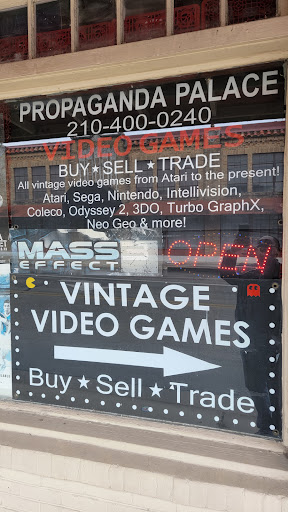 PROPAGANDA PALACE
210-400-0240
VIDEO GAMES
BUY★SELL★TRADE
All vintage video games from Atari to the present!
Atari, Sega, Nintendo, Intellivision,
Coleco, Odyssey 2, 3DO, Turbo GraphX,
Neo Geo & more!
MASS
EFFECT
OPEN
VINTAGE
VIDEO GAMES
Buy★Sell★Trade